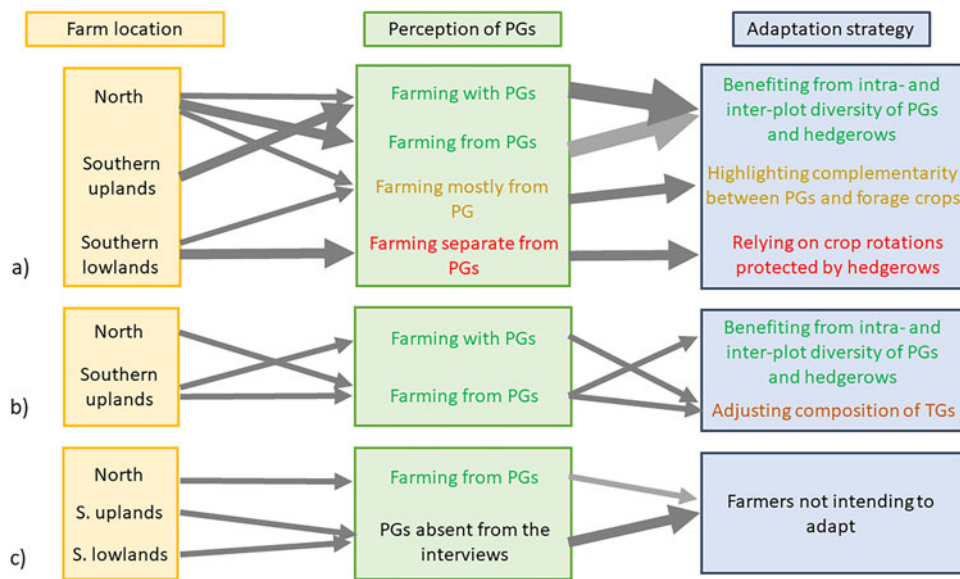 Farm location
Perception of PGs
Adaptation strategy
a)
North
Southern
uplands
Southern
lowlands
Farming with PGs
Farming from PGs
Farming mostly from
PG
Farming separate from
PGs
Benefiting from intra- and
inter-plot diversity of PGs
and hedgerows
Highlighting complementarity
between PGs and forage crops
Relying on crop rotations
protected by hedgerows
b)
North
Southern
uplands
Farming with PGs
Farming from PGs
Benefiting from intra- and
inter-plot diversity of PGs
and hedgerows
Adjusting composition of TGs
c)
North
S. uplands
S. lowlands
Farming from PGs
PGs absent from the
interviews
Farmers not intending to
adapt